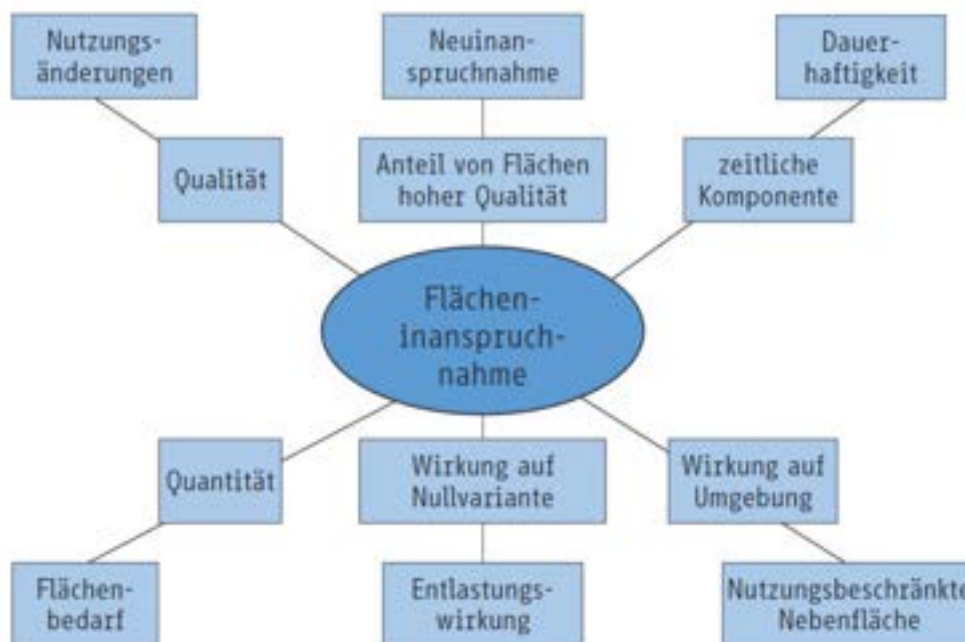 Nutzungs-
änderungen
Neuinan-
spruchnahme
Dauer-
haftigkeit
Qualität
Anteil von Flächen
hoher Qualität
zeitliche
Komponente
Flächen-
inanspruch-
nahme
Quantität
Wirkung auf
Nullvariante
Wirkung auf
Umgebung
Flächen-
bedarf
Entlastungs-
wirkung
Nutzungsbeschränkte
Nebenfläche